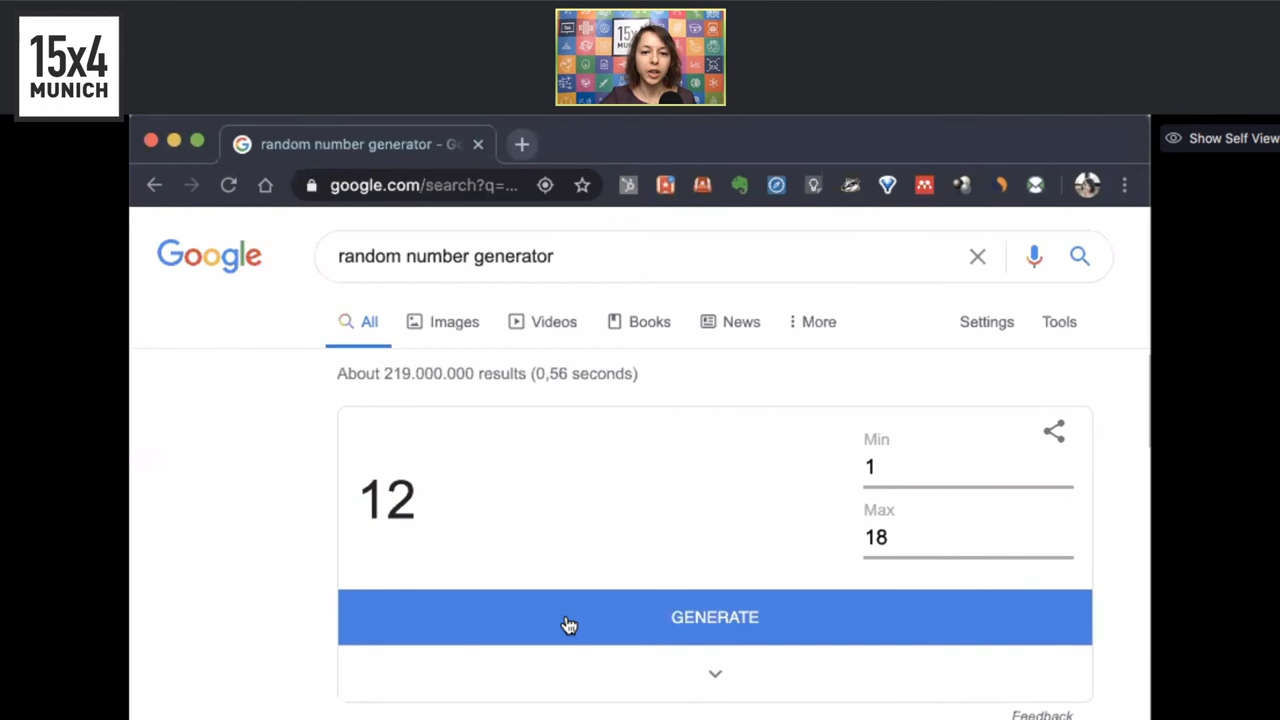 15x4
MUNICH
15x
MUN
Show Self View
random number generator - G
google.com/search?q=...
Google
random number generator
All
Images
Videos
Books
News
More
Settings
Tools
About 219.000.000 results (0,56 seconds)
12
Min
1
Max
18
GENERATE
Feedback